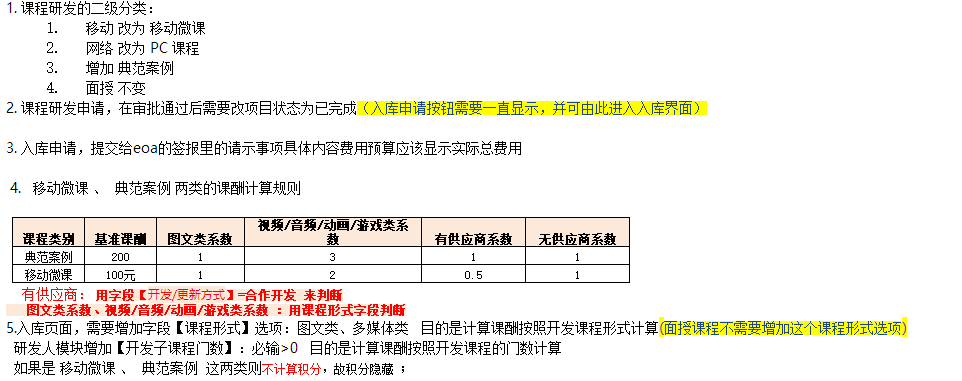 1. 课程研发的二级分类：
1. 移动 改为 移动微课
2. 网络 改为 PC 课程
3. 增加 典范案例
4. 面授 不变
2. 课程研发申请，在审批通过后需要改项目状态为已完成（入库申请按钮需要一直显示，并可由此进入入库界面）
3. 入库申请，提交给eoa的签报里的请示事项具体内容费用预算应该显示实际总费用
4. 移动微课 、 典范案例 两类的课酬计算规则
课程类别 基准课酬 图文类系数 视频/音频/动画/游戏类系数 有供应商系数 无供应商系数
典范案例 200 1 3 1 1
移动微课 100元 1 2 0.5 1
有供应商：用字段【开发/更新方式】=合作开发 来判断
图文类系数、视频/音频/动画/游戏类系数 ：用课程形式字段判断
5.入库页面，需要增加字段【课程形式】选项：图文类、多媒体类 目的是计算课酬按照开发课程形式计算(面授课程不需要增加这个课程形式选项)
研发人模块增加【开发子课程门数】：必输>0 目的是计算课酬按照开发课程的门数计算
如果是 移动微课 、 典范案例 这两类则不计算积分，故积分隐藏 ；